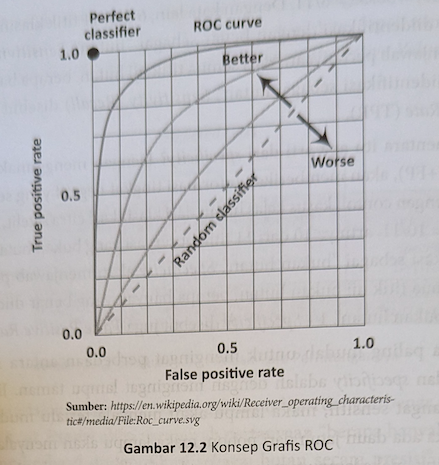 Perfect
classifier
ROC curve
1.0
Better
Worse
True positive rate
0.5
Random classifier
0.0
0.0
0.5
1.0
False positive rate
Sumber: https://en.wikipedia.org/wiki/Receiver_operating_characteris-
tic#/media/File:Roc_curve.svg
Gambar 12.2 Konsep Grafis ROC